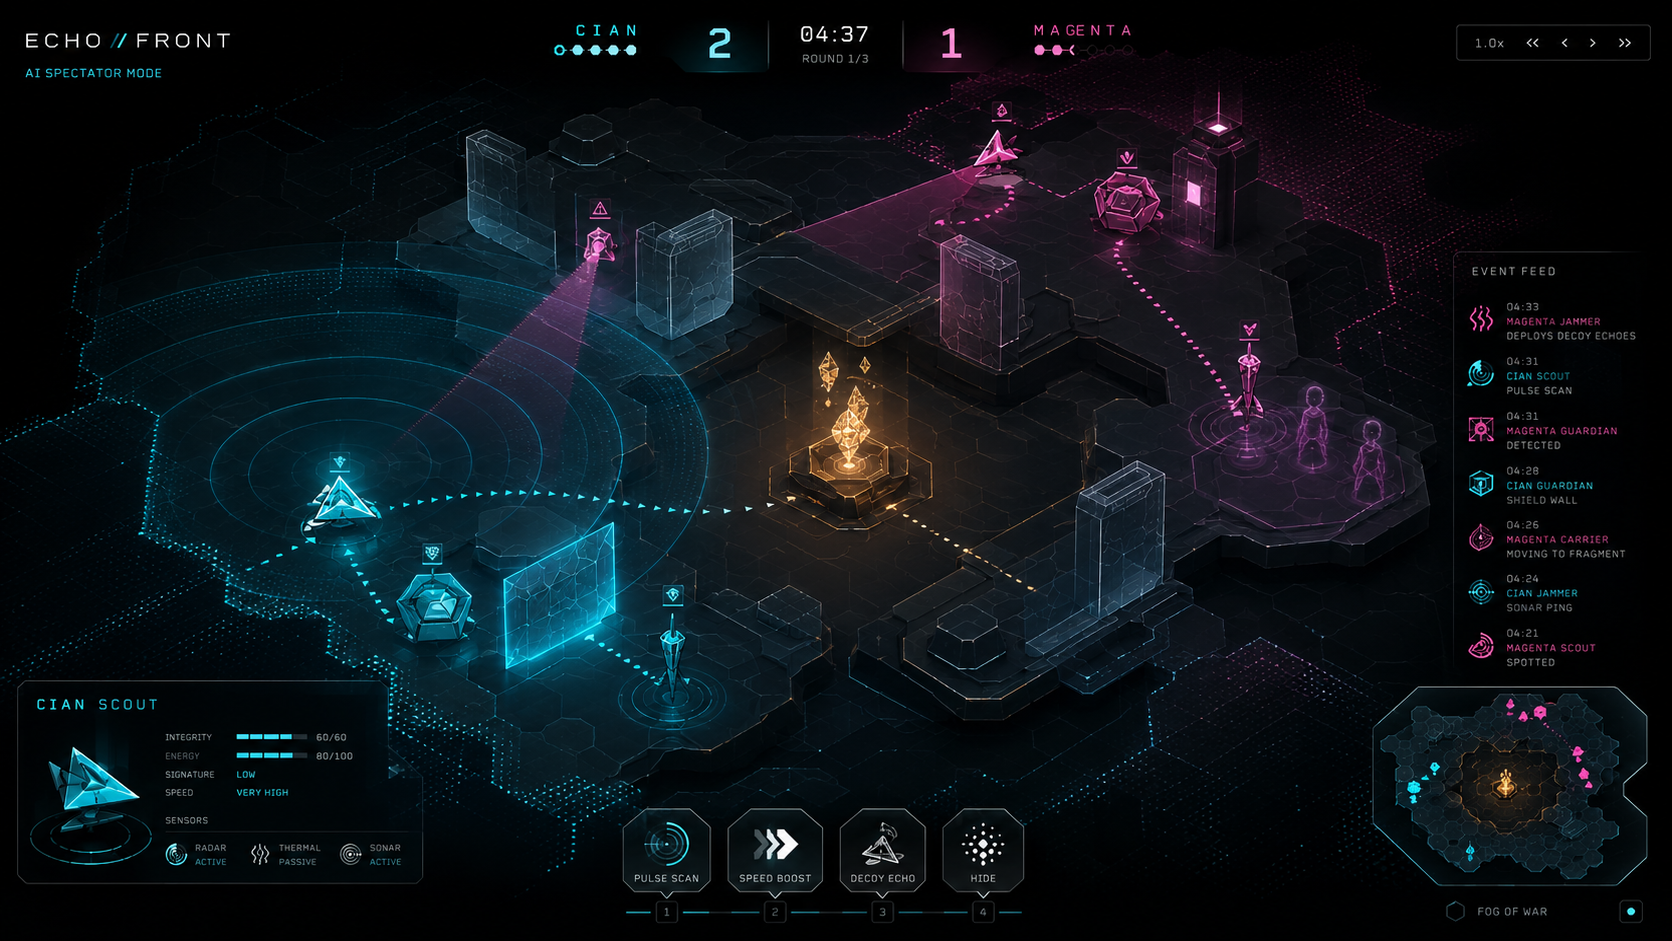 ECHO // FRONT
AI SPECTATOR MODE
CIAN
2
04:37
ROUND 1/3
1
MAGENTA
1.0x
EVENT FEED
04:33
MAGENTA JAMMER
DEPLOYS DECOY ECHOES
04:31
CIAN SCOUT
PULSE SCAN
04:31
MAGENTA GUARDIAN
DETECTED
04:28
CIAN GUARDIAN
SHIELD WALL
04:26
MAGENTA CARRIER
MOVING TO FRAGMENT
04:24
CIAN JAMMER
SONAR PING
04:21
MAGENTA SCOUT
SPOTTED
CIAN SCOUT
INTEGRITY 60/60
ENERGY 80/100
SIGNATURE LOW
SPEED VERY HIGH
SENSORS
RADAR ACTIVE
THERMAL PASSIVE
SONAR ACTIVE
PULSE SCAN
SPEED BOOST
DECOY ECHO
HIDE
1
2
3
4
FOG OF WAR